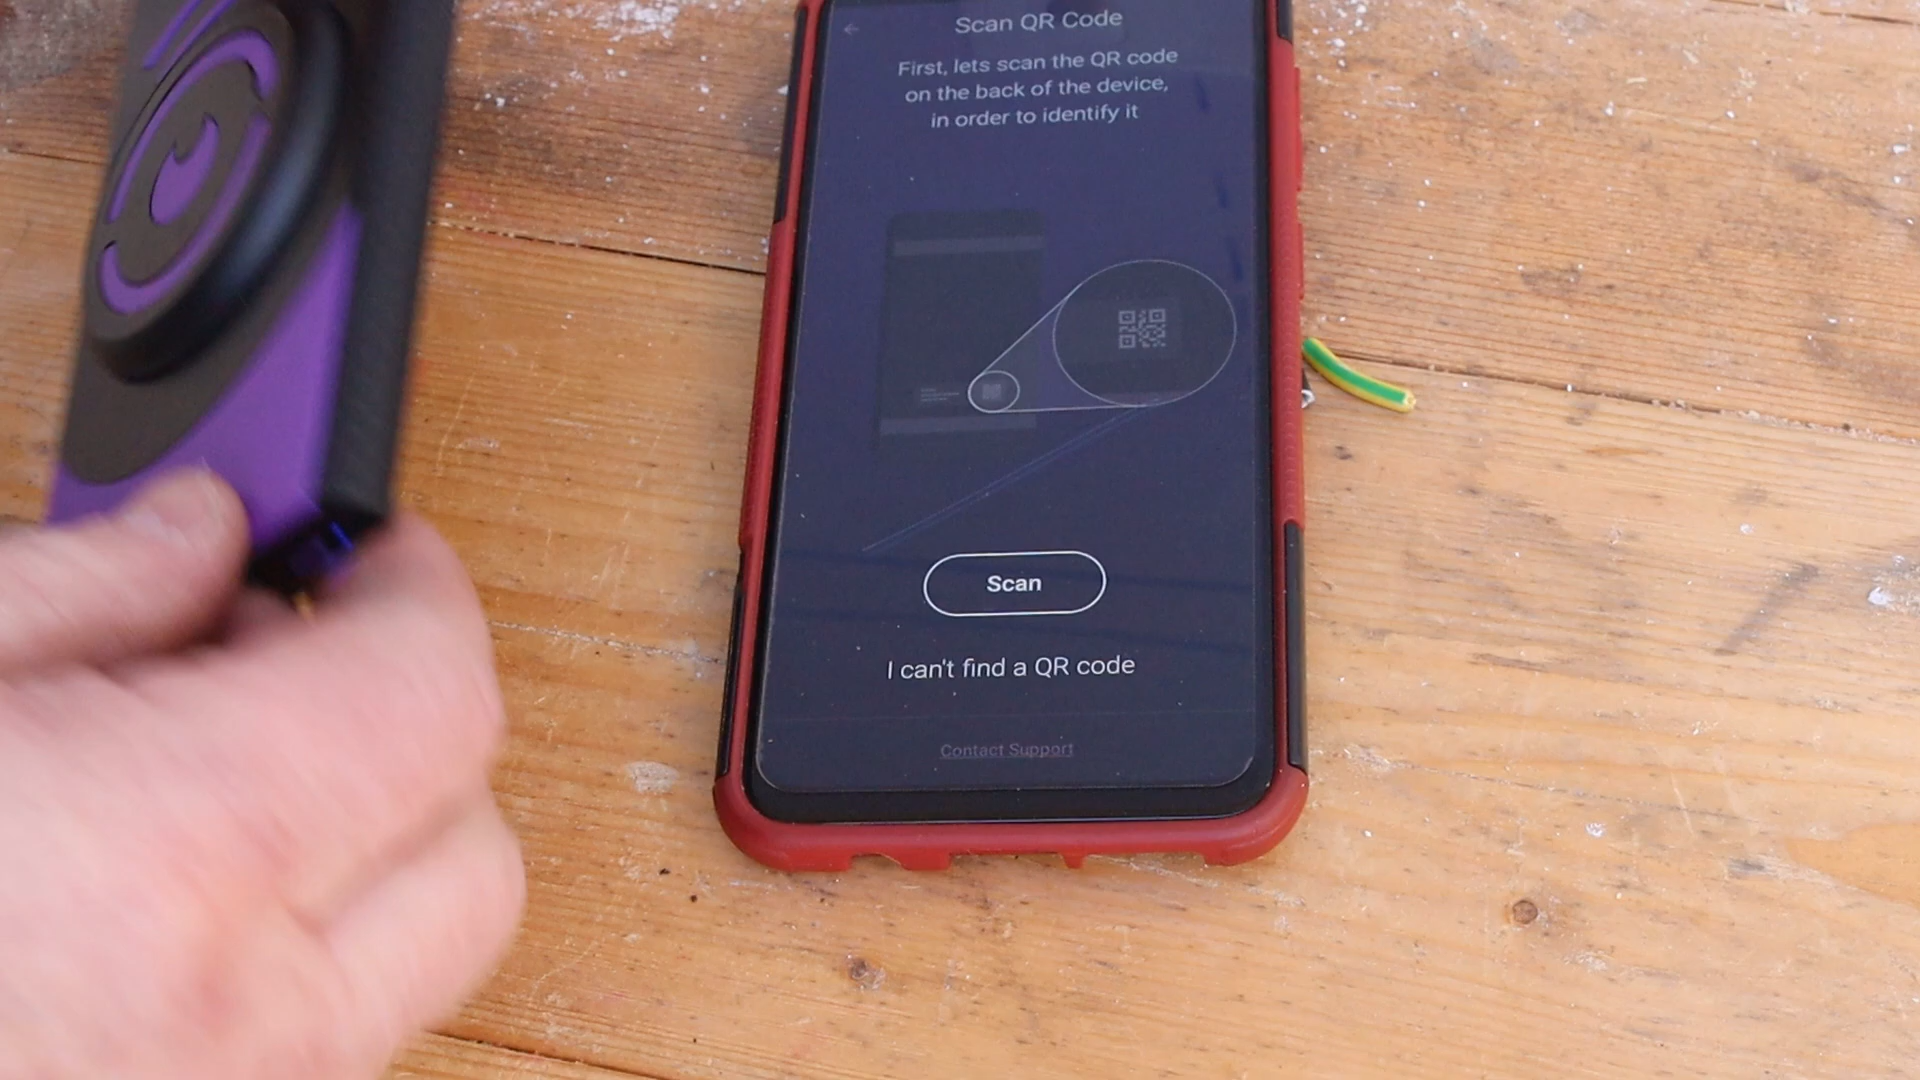 Scan QR Code
First, lets scan the QR code
on the back of the device,
in order to identify it
Scan
I can't find a QR code
Contact Support